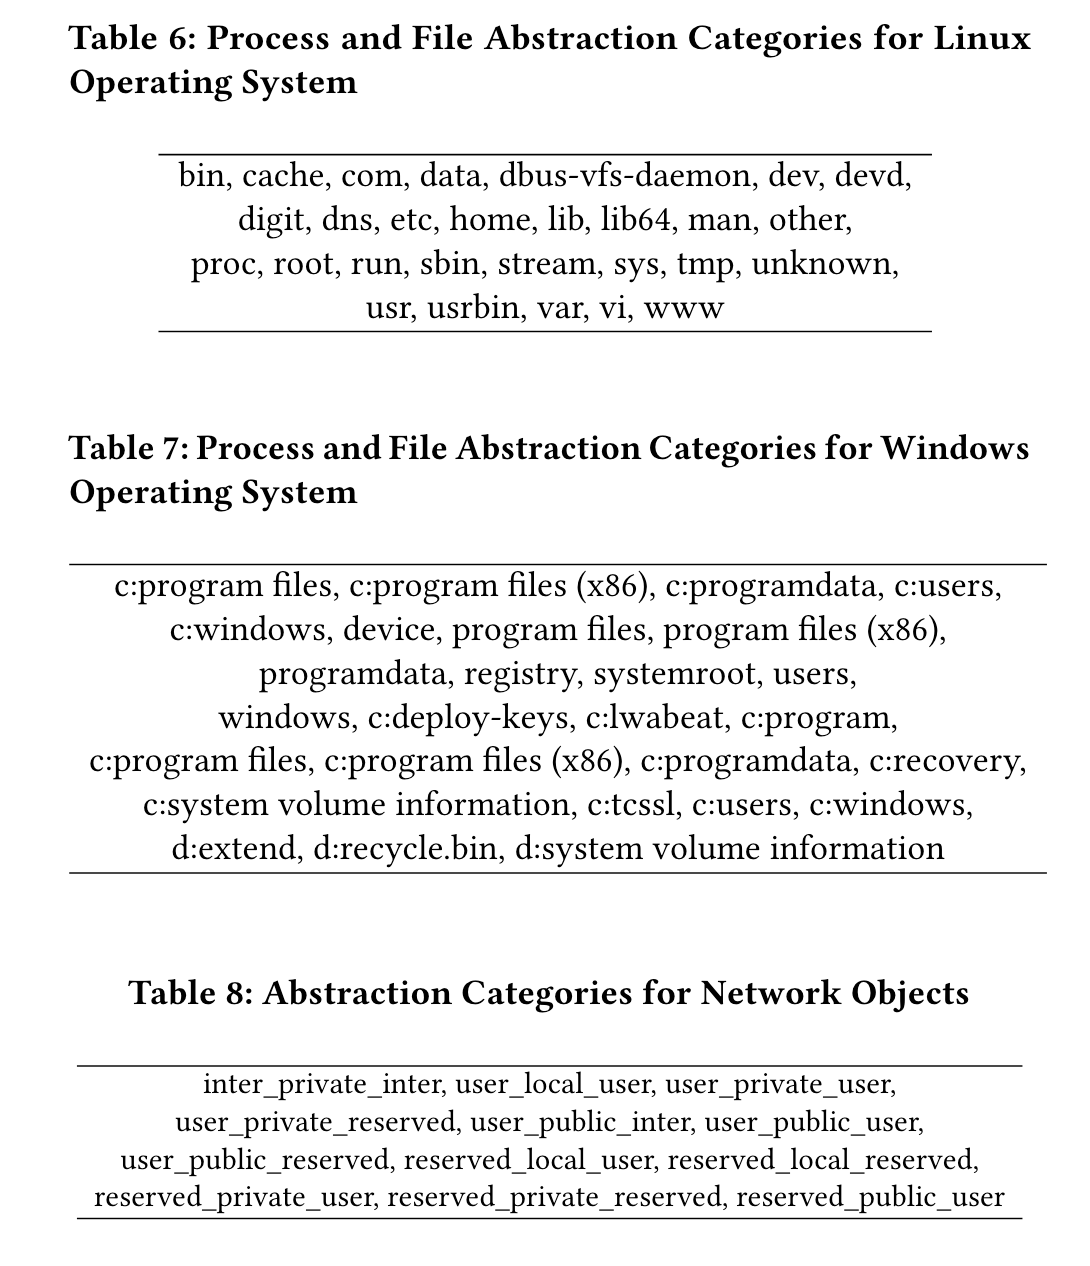 Table 6: Process and File Abstraction Categories for Linux
Operating System
bin, cache, com, data, dbus-vfs-daemon, dev, devd,
digit, dns, etc, home, lib, lib64, man, other,
proc, root, run, sbin, stream, sys, tmp, unknown,
usr, usrbin, var, vi, www
Table 7: Process and File Abstraction Categories for Windows
Operating System
c:program files, c:program files (x86), c:programdata, c:users,
c:windows, device, program files, program files (x86),
programdata, registry, systemroot, users,
windows, c:deploy-keys, c:lwabeat, c:program,
c:program files, c:program files (x86), c:programdata, c:recovery,
c:system volume information, c:tcssl, c:users, c:windows,
d:extend, d:recycle.bin, d:system volume information
Table 8: Abstraction Categories for Network Objects
inter_private_inter, user_local_user, user_private_user,
user_private_reserved, user_public_inter, user_public_user,
user_public_reserved, reserved_local_user, reserved_local_reserved,
reserved_private_user, reserved_private_reserved, reserved_public_user